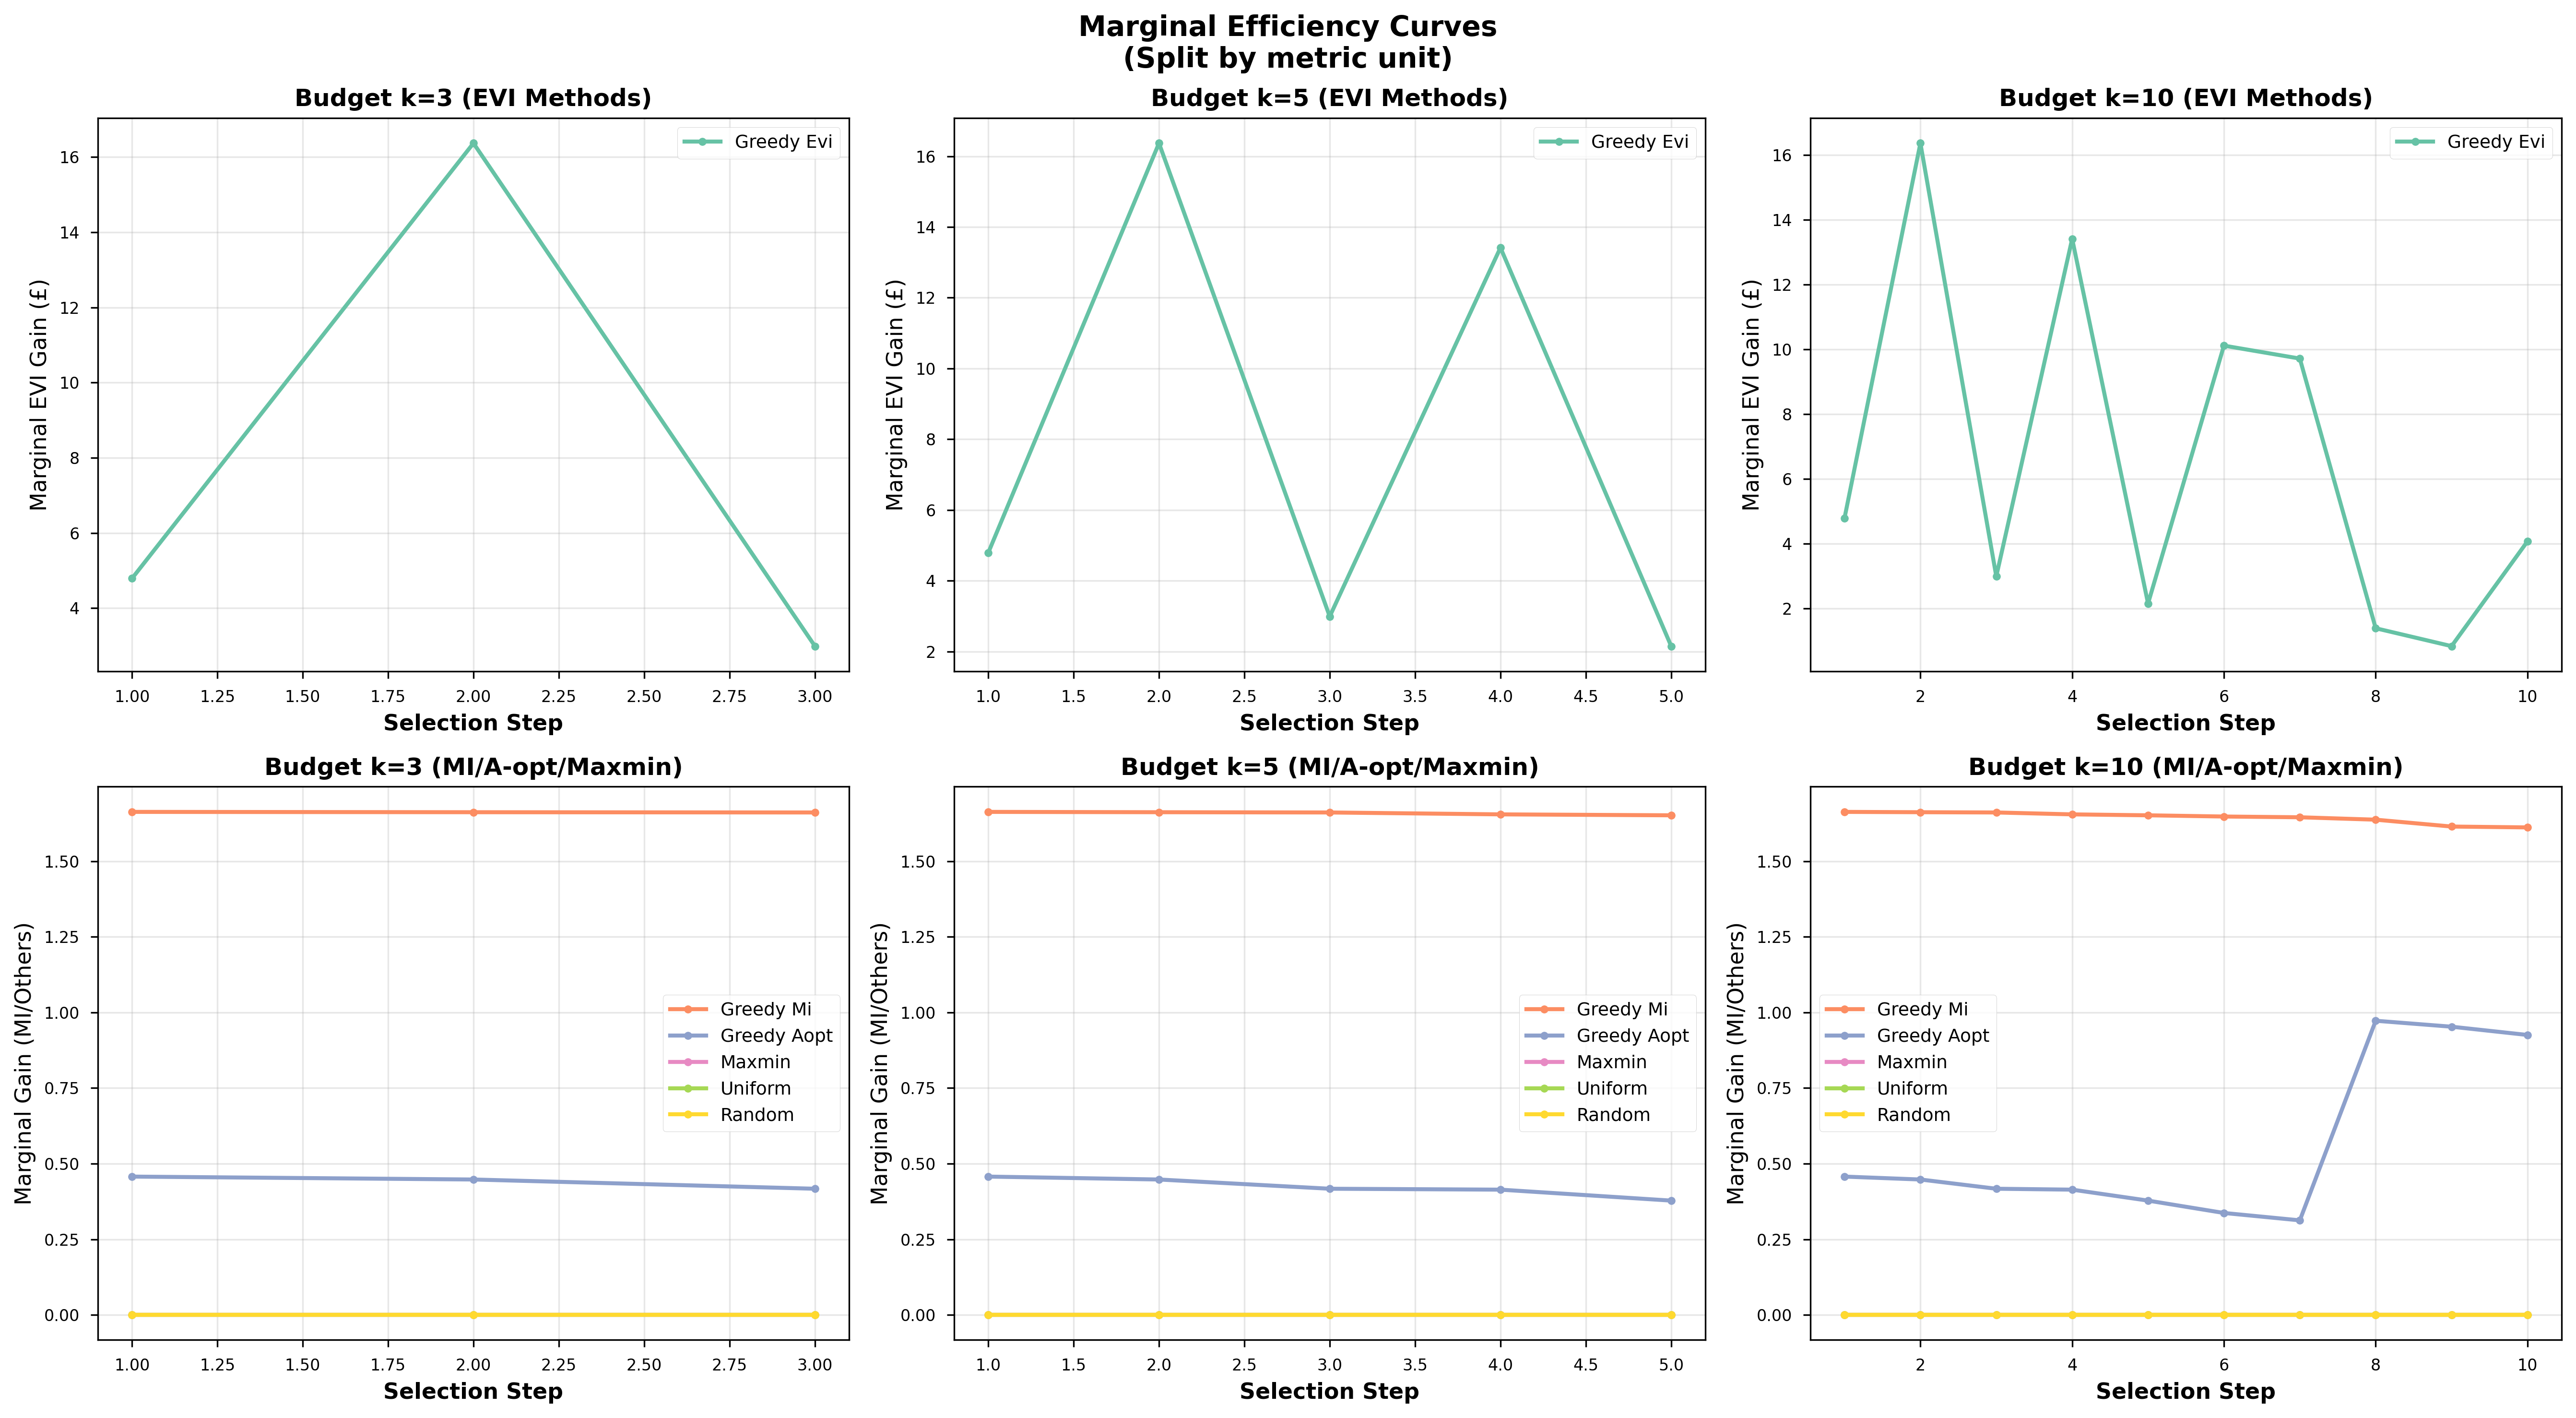 Marginal Efficiency Curves
(Split by metric unit)
Budget k=3 (EVI Methods)
Marginal EVI Gain (£)
16
14
12
10
8
6
4
Greedy Evi
1.00 1.25 1.50 1.75 2.00 2.25 2.50 2.75 3.00
Selection Step
Budget k=5 (EVI Methods)
Marginal EVI Gain (£)
16
14
12
10
8
6
4
2
Greedy Evi
1.0 1.5 2.0 2.5 3.0 3.5 4.0 4.5 5.0
Selection Step
Budget k=10 (EVI Methods)
Marginal EVI Gain (£)
16
14
12
10
8
6
4
2
Greedy Evi
2 4 6 8 10
Selection Step
Budget k=3 (MI/A-opt/Maxmin)
Marginal Gain (MI/Others)
1.50
1.25
1.00
0.75
0.50
0.25
0.00
Greedy Mi
Greedy Aopt
Maxmin
Uniform
Random
1.00 1.25 1.50 1.75 2.00 2.25 2.50 2.75 3.00
Selection Step
Budget k=5 (MI/A-opt/Maxmin)
Marginal Gain (MI/Others)
1.50
1.25
1.00
0.75
0.50
0.25
0.00
Greedy Mi
Greedy Aopt
Maxmin
Uniform
Random
1.0 1.5 2.0 2.5 3.0 3.5 4.0 4.5 5.0
Selection Step
Budget k=10 (MI/A-opt/Maxmin)
Marginal Gain (MI/Others)
1.50
1.25
1.00
0.75
0.50
0.25
0.00
Greedy Mi
Greedy Aopt
Maxmin
Uniform
Random
2 4 6 8 10
Selection Step